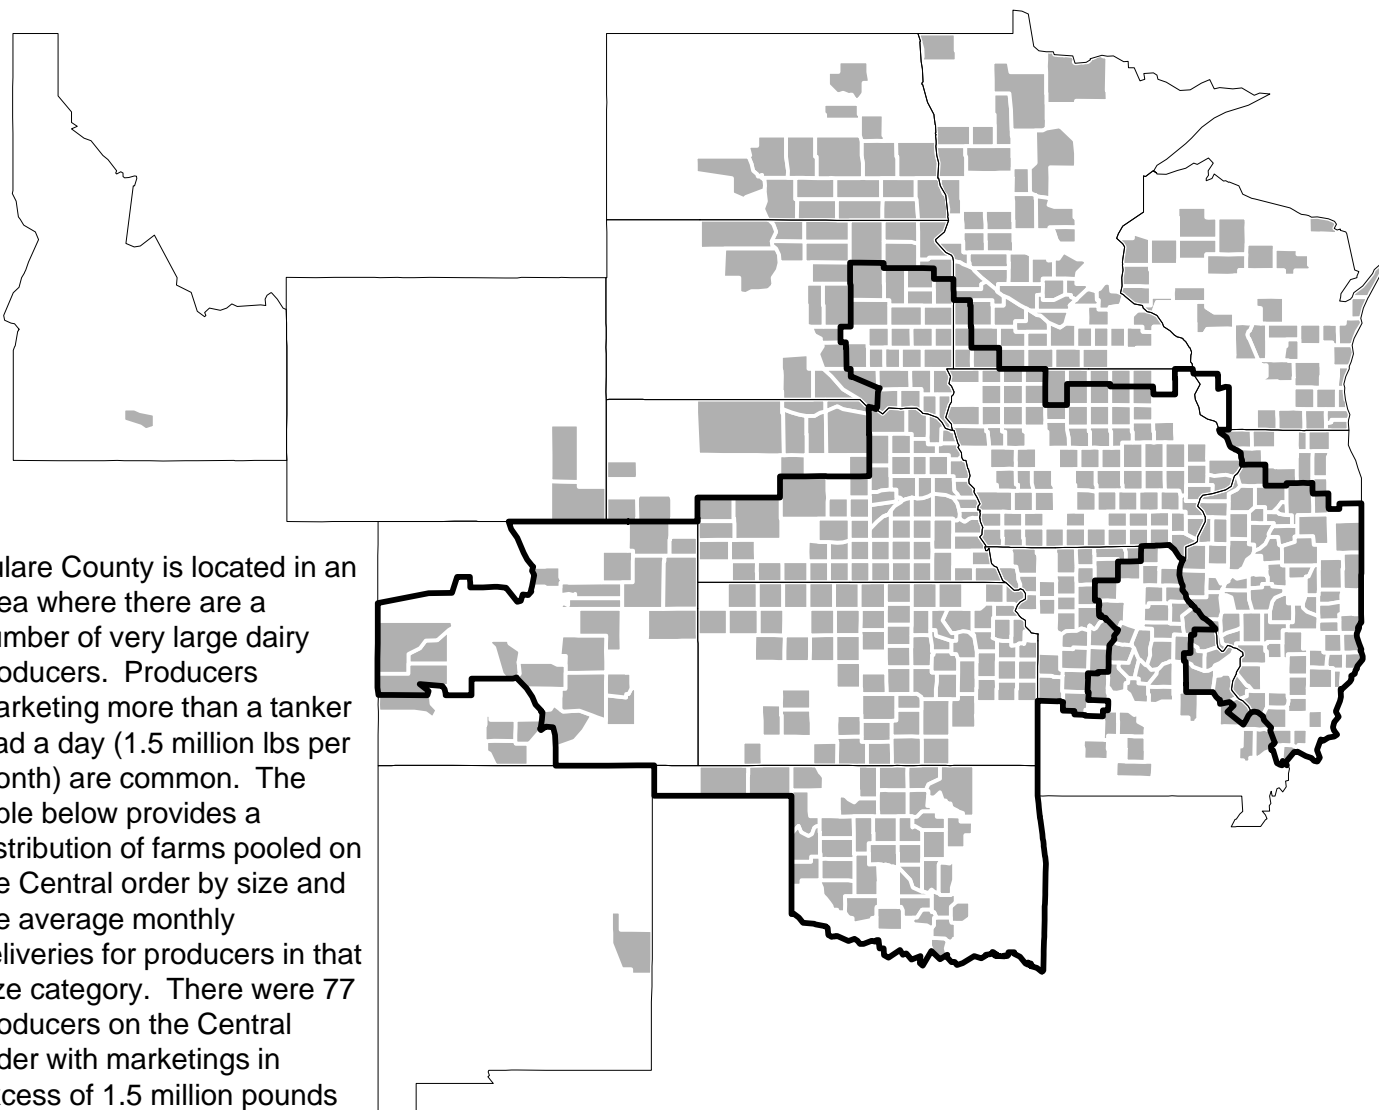 ulare County is located in an
ea where there are a
umber of very large dairy
oducers. Producers
arketing more than a tanker
ad a day (1.5 million lbs per
onth) are common. The
ble below provides a
stribution of farms pooled on
e Central order by size and
e average monthly
eliveries for producers in that
ze category. There were 77
oducers on the Central
der with marketings in
xcess of 1.5 million pounds